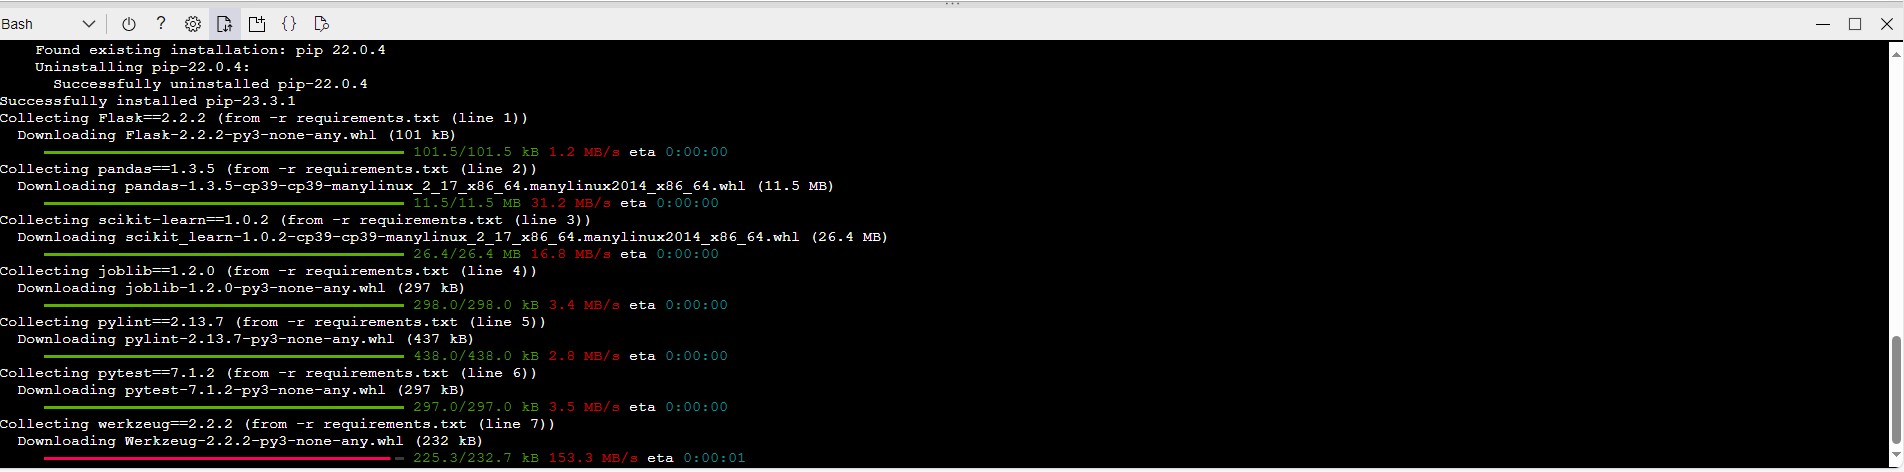 Bash
? {}
Found existing installation: pip 22.0.4
Uninstalling pip-22.0.4:
Successfully uninstalled pip-22.0.4
Successfully installed pip-23.3.1
Collecting Flask==2.2.2 (from -r requirements.txt (line 1))
Downloading Flask-2.2.2-py3-none-any.whl (101 kB)
101.5/101.5 kB 1.2 MB/s eta 0:00:00
Collecting pandas==1.3.5 (from -r requirements.txt (line 2))
Downloading pandas-1.3.5-cp39-cp39-manylinux_2_17_x86_64.manylinux2014_x86_64.whl (11.5 MB)
11.5/11.5 MB 31.2 MB/s eta 0:00:00
Collecting scikit-learn==1.0.2 (from -r requirements.txt (line 3))
Downloading scikit_learn-1.0.2-cp39-cp39-manylinux_2_17_x86_64.manylinux2014_x86_64.whl (26.4 MB)
26.4/26.4 MB 16.8 MB/s eta 0:00:00
Collecting joblib==1.2.0 (from -r requirements.txt (line 4))
Downloading joblib-1.2.0-py3-none-any.whl (297 kB)
298.0/298.0 kB 3.4 MB/s eta 0:00:00
Collecting pylint==2.13.7 (from -r requirements.txt (line 5))
Downloading pylint-2.13.7-py3-none-any.whl (437 kB)
438.0/438.0 kB 2.8 MB/s eta 0:00:00
Collecting pytest==7.1.2 (from -r requirements.txt (line 6))
Downloading pytest-7.1.2-py3-none-any.whl (297 kB)
297.0/297.0 kB 3.5 MB/s eta 0:00:00
Collecting werkzeug==2.2.2 (from -r requirements.txt (line 7))
Downloading Werkzeug-2.2.2-py3-none-any.whl (232 kB)
225.3/232.7 kB 153.3 MB/s eta 0:00:01